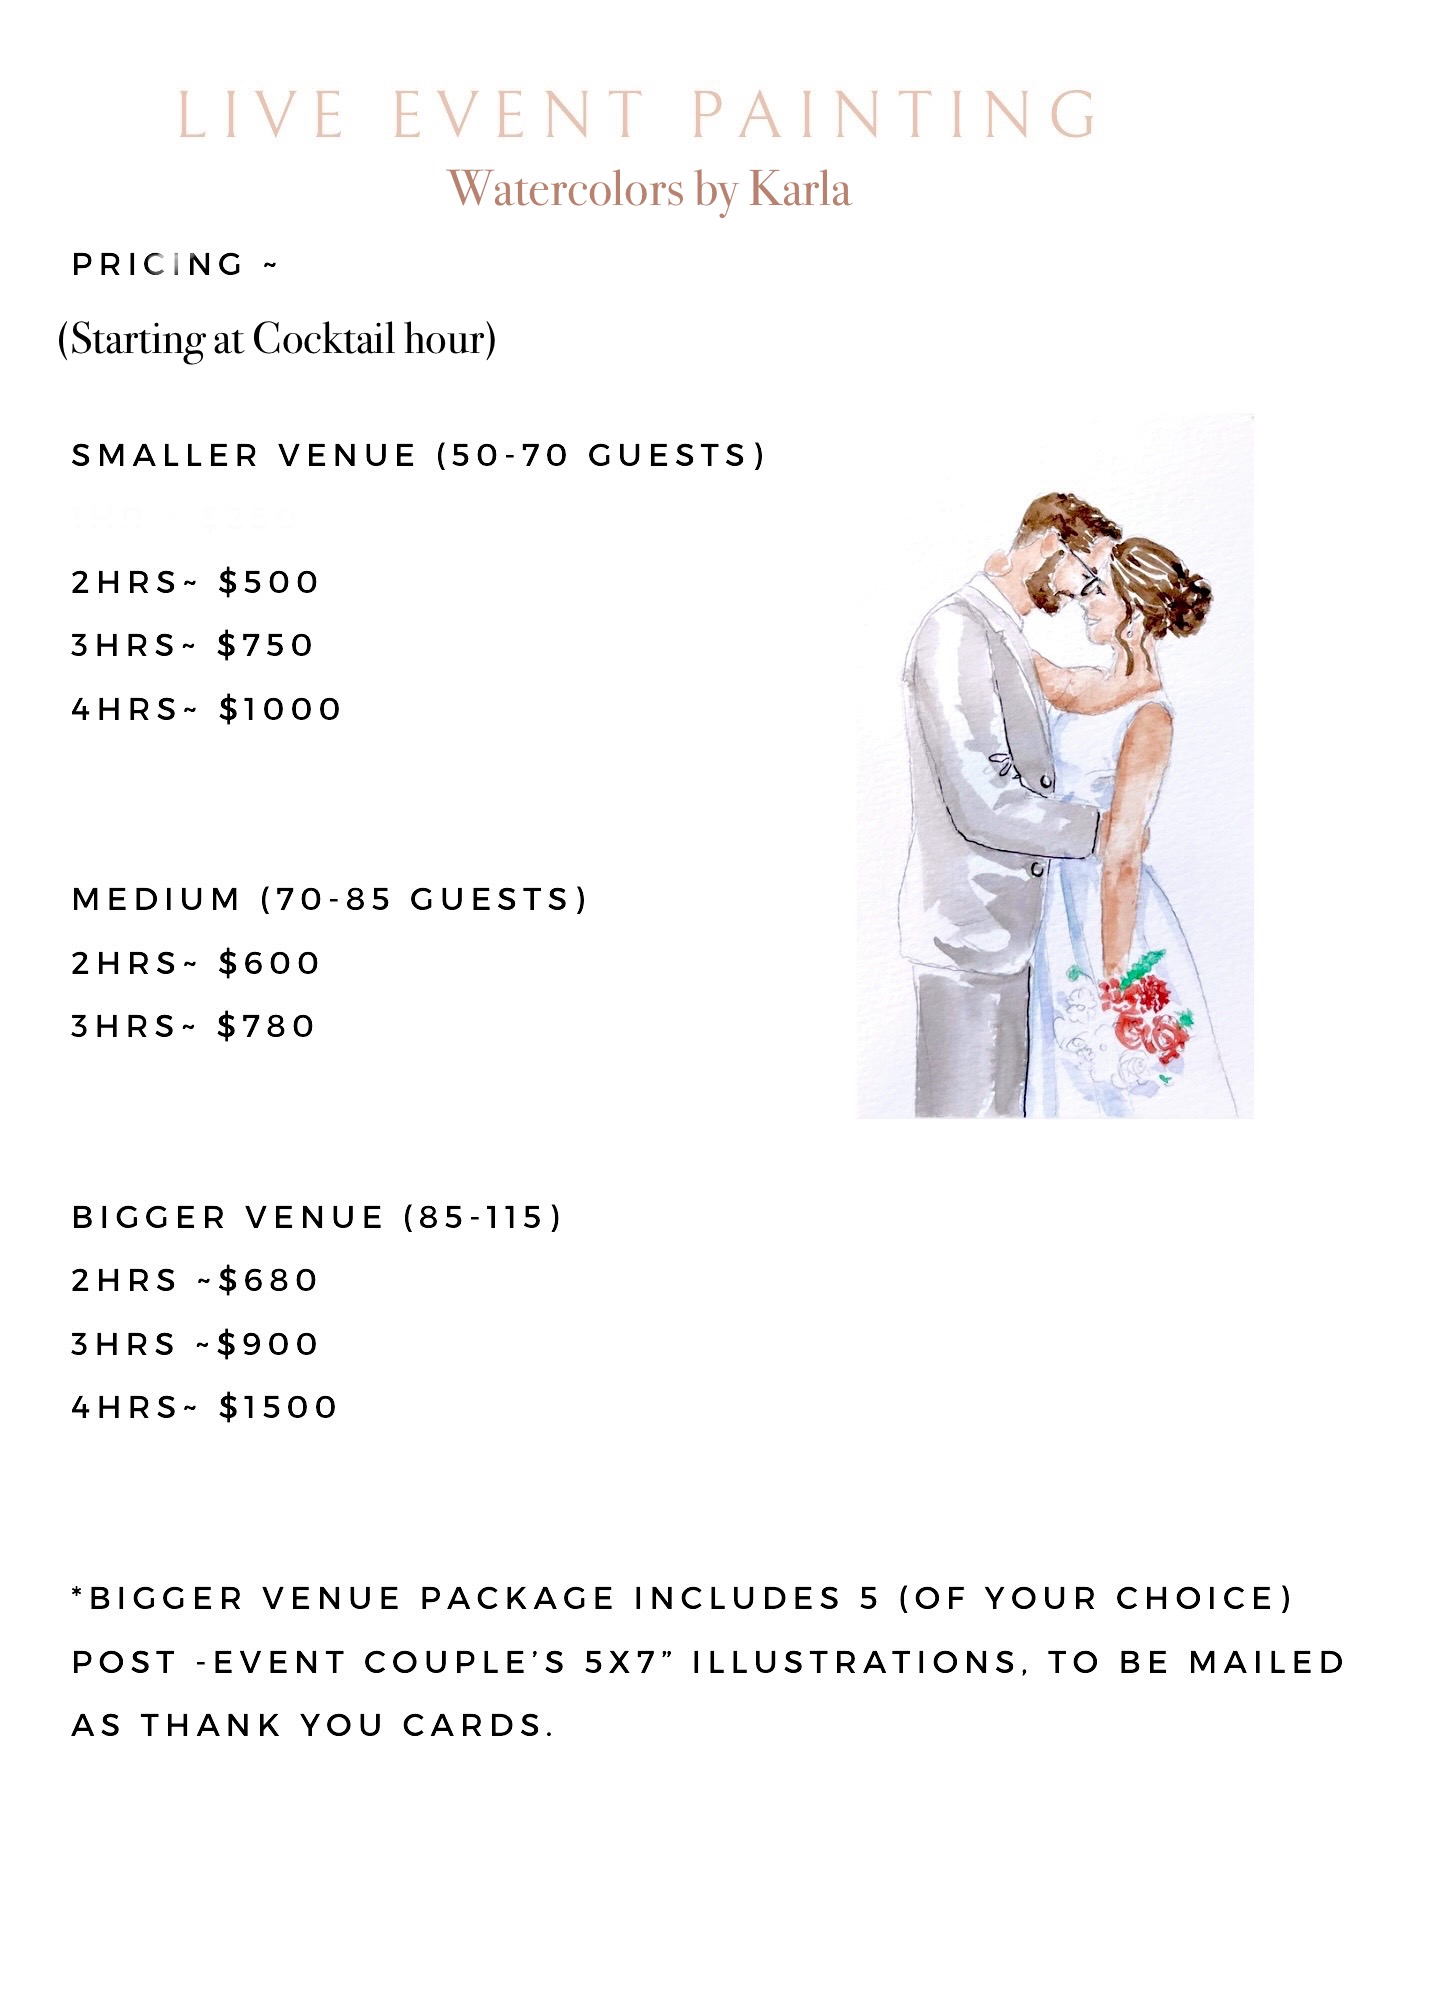 LIVE EVENT PAINTING
Watercolors by Karla
PRICING ~
(Starting at Cocktail hour)
SMALLER VENUE (50-70 GUESTS)
2HRS~ $500
3HRS~ $750
4HRS~ $1000
MEDIUM (70-85 GUESTS)
2HRS~ $600
3HRS~ $780
BIGGER VENUE (85-115)
2HRS ~$680
3HRS ~$900
4HRS~ $1500
*BIGGER VENUE PACKAGE INCLUDES 5 (OF YOUR CHOICE)
POST -EVENT COUPLE’S 5X7” ILLUSTRATIONS, TO BE MAILED
AS THANK YOU CARDS.